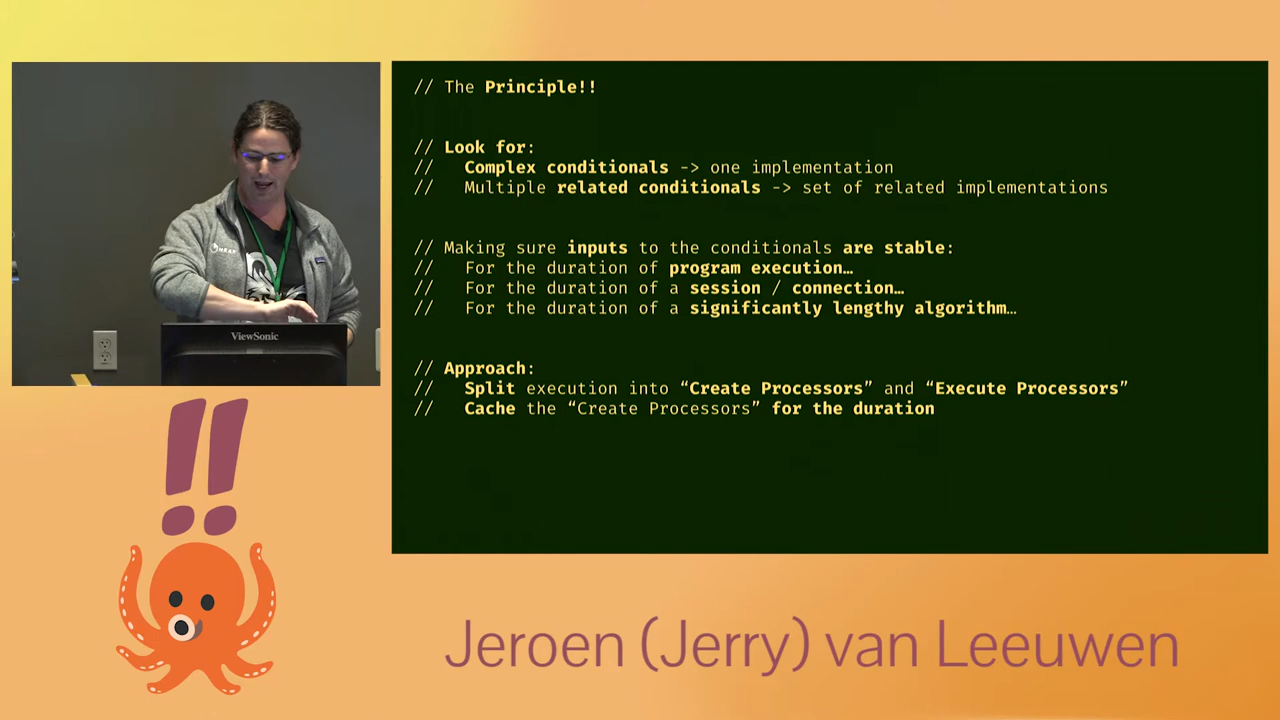 // The Principle!!
// Look for:
//   Complex conditionals -> one implementation
//   Multiple related conditionals -> set of related implementations
// Making sure inputs to the conditionals are stable:
//   For the duration of program execution…
//   For the duration of a session / connection…
//   For the duration of a significantly lengthy algorithm…
// Approach:
//   Split execution into “Create Processors” and “Execute Processors”
//   Cache the “Create Processors” for the duration
ViewSonic
!!
Jeroen (Jerry) van Leeuwen